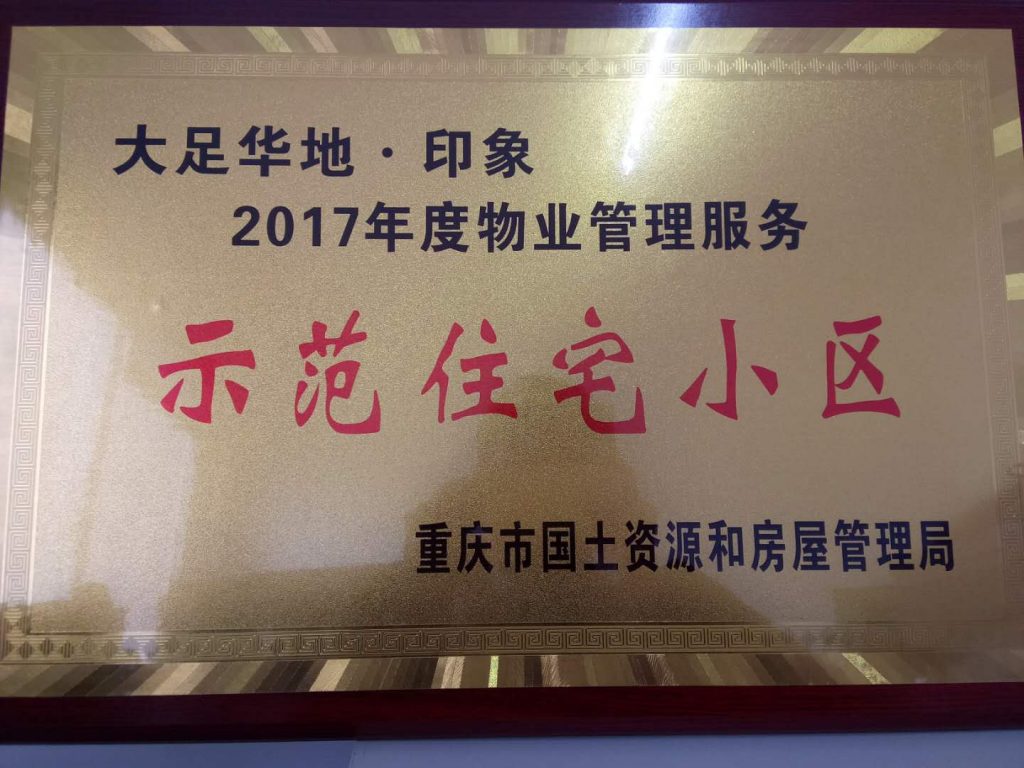 大足华地·印象
2017年度物业管理服务
示范住宅小区
重庆市国土资源和房屋管理局